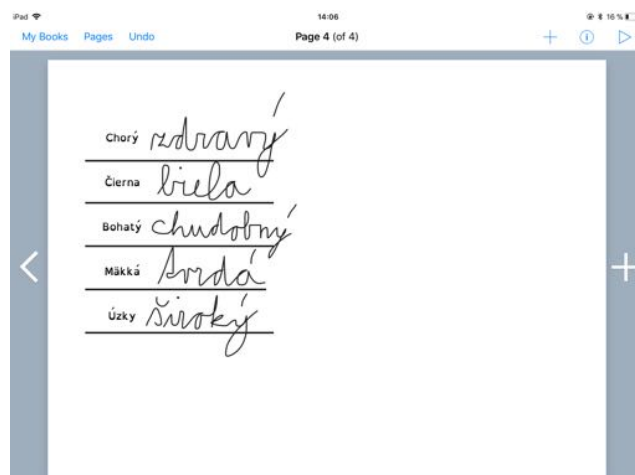 iPad 14:06 16 %
My Books Pages Undo Page 4 (of 4)
Chorý zdravý
Čierna biela
Bohatý chudobný
Mäkká tvrdá
Úzky široký